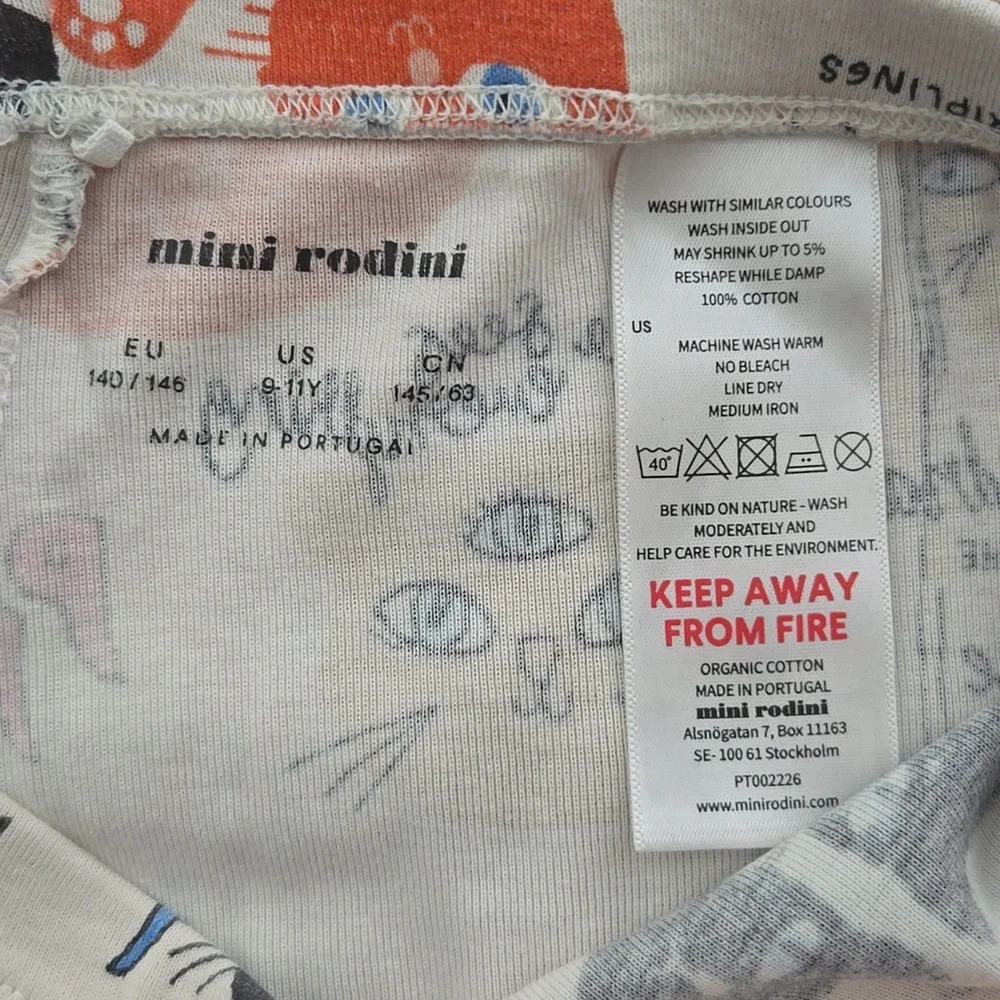 mini rodini
EU US CN
140 / 146 9-11Y 145/63
MADE IN PORTUGAL
WASH WITH SIMILAR COLOURS
WASH INSIDE OUT
MAY SHRINK UP TO 5%
RESHAPE WHILE DAMP
100% COTTON
US
MACHINE WASH WARM
NO BLEACH
LINE DRY
MEDIUM IRON
40°
BE KIND ON NATURE - WASH
MODERATELY AND
HELP CARE FOR THE ENVIRONMENT.
KEEP AWAY
FROM FIRE
ORGANIC COTTON
MADE IN PORTUGAL
mini rodini
Alsnögatan 7, Box 11163
SE- 100 61 Stockholm
PT002226
www.minirodini.com